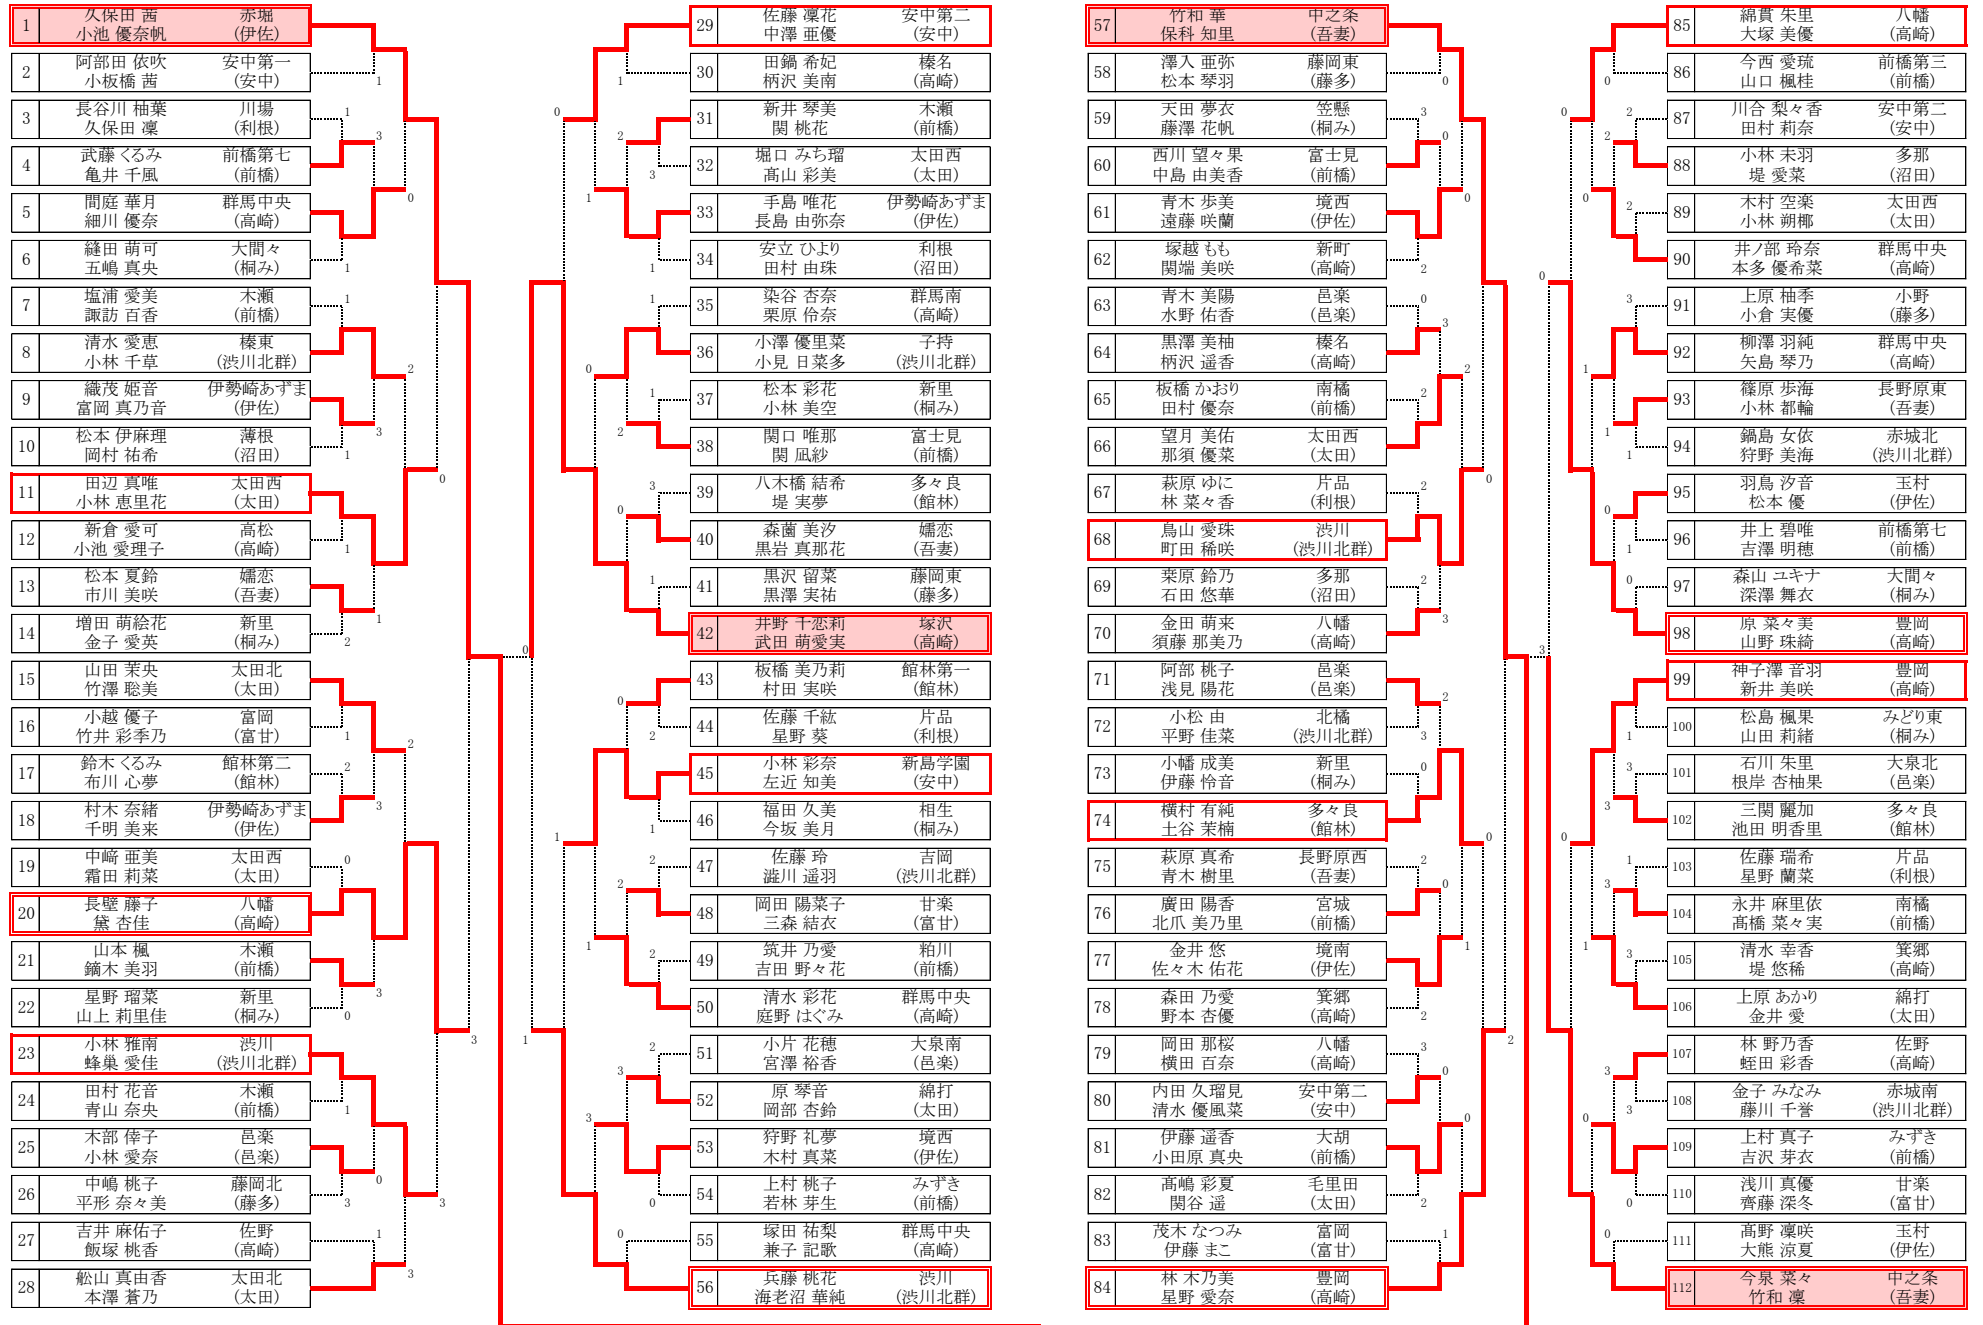 1 久保田 茜 赤堀
小池 優奈帆 (伊佐)
2 阿部田 依吹 安中第一
小板橋 茜 (安中)
3 長谷川 柚葉 川場
久保田 凜 (利根)
4 武藤 くるみ 前橋第七
亀井 千風 (前橋)
5 間庭 華月 群馬中央
細川 優奈 (高崎)
6 縫田 萌可 大間々
五嶋 真央 (桐み)
7 塩浦 愛美 木瀬
諏訪 百香 (前橋)
8 清水 愛恵 榛東
小林 千草 (渋川北群)
9 織茂 姫音 伊勢崎あずま
富岡 真乃音 (伊佐)
10 松本 伊麻理 薄根
岡村 祐希 (沼田)
11 田辺 真唯 太田西
小林 恵里花 (太田)
12 新倉 愛可 高松
小池 愛理子 (高崎)
13 松本 夏鈴 嬬恋
市川 美咲 (吾妻)
14 増田 萌絵花 新里
金子 愛英 (桐み)
15 山田 茉央 太田北
竹澤 聡美 (太田)
16 小越 優子 富岡
竹井 彩季乃 (富甘)
17 鈴木 くるみ 館林第二
布川 心夢 (館林)
18 村木 奈緒 伊勢崎あずま
千明 美来 (伊佐)
19 中﨑 亜美 太田西
霜田 莉菜 (太田)
20 長壁 藤子 八幡
黛 杏佳 (高崎)
21 山本 楓 木瀬
鏑木 美羽 (前橋)
22 星野 瑠菜 新里
山上 莉里佳 (桐み)
23 小林 雅南 渋川
蜂巣 愛佳 (渋川北群)
24 田村 花音 木瀬
青山 奈央 (前橋)
25 木部 倖子 邑楽
小林 愛奈 (邑楽)
26 中嶋 桃子 藤岡北
平形 奈々美 (藤多)
27 吉井 麻佑子 佐野
飯塚 桃香 (高崎)
28 舩山 真由香 太田北
本澤 蒼乃 (太田)
29 佐藤 凜花 安中第二
中澤 亜優 (安中)
30 田鍋 希妃 榛名
柄沢 美南 (高崎)
31 新井 琴美 木瀬
関 桃花 (前橋)
32 堀口 みち瑠 太田西
髙山 彩美 (太田)
33 手島 唯花 伊勢崎あずま
長島 由弥奈 (伊佐)
34 安立 ひより 利根
田村 由珠 (沼田)
35 染谷 杏奈 群馬南
栗原 伶奈 (高崎)
36 小澤 優里菜 子持
小見 日菜多 (渋川北群)
37 松本 彩花 新里
小林 美空 (桐み)
38 関口 唯那 富士見
関 凪紗 (前橋)
39 八木橋 結希 多々良
堤 実夢 (館林)
40 森薗 美汐 嬬恋
黒岩 真那花 (吾妻)
41 黒沢 留菜 藤岡東
黒澤 実祐 (藤多)
42 井野 千恋莉 塚沢
武田 萌愛実 (高崎)
43 板橋 美乃莉 館林第一
村田 実咲 (館林)
44 佐藤 千紘 片品
星野 葵 (利根)
45 小林 彩奈 新島学園
左近 知美 (安中)
46 福田 久美 相生
今坂 美月 (桐み)
47 佐藤 玲 吉岡
澁川 遥羽 (渋川北群)
48 岡田 陽菜子 甘楽
三森 結衣 (富甘)
49 筑井 乃愛 粕川
吉田 野々花 (前橋)
50 清水 彩花 群馬中央
庭野 はぐみ (高崎)
51 小片 花穂 大泉南
宮澤 裕香 (邑楽)
52 原 琴音 綿打
岡部 杏鈴 (太田)
53 狩野 礼夢 境西
木村 真菜 (伊佐)
54 上村 桃子 みずき
若林 芽生 (前橋)
55 塚田 祐梨 群馬中央
兼子 記歌 (高崎)
56 兵藤 桃花 渋川
海老沼 華純 (渋川北群)
57 竹和 華 中之条
保科 知里 (吾妻)
58 澤入 亜弥 藤岡東
松本 琴羽 (藤多)
59 天田 夢衣 笠懸
藤澤 花帆 (桐み)
60 西川 望々果 富士見
中島 由美香 (前橋)
61 青木 歩美 境西
遠藤 咲蘭 (伊佐)
62 塚越 もも 新町
関端 美咲 (高崎)
63 青木 美陽 邑楽
水野 佑香 (邑楽)
64 黒澤 美柚 榛名
柄沢 遥香 (高崎)
65 板橋 かおり 南橘
田村 優奈 (前橋)
66 望月 美佑 太田西
那須 優菜 (太田)
67 萩原 ゆに 片品
林 菜々香 (利根)
68 鳥山 愛珠 渋川
町田 稀咲 (渋川北群)
69 桒原 鈴乃 多那
石田 悠華 (沼田)
70 金田 萌来 八幡
須藤 那美乃 (高崎)
71 阿部 桃子 邑楽
浅見 陽花 (邑楽)
72 小松 由 北橘
平野 佳菜 (渋川北群)
73 小幡 成美 新里
伊藤 怜音 (桐み)
74 横村 有純 多々良
土谷 茉楠 (館林)
75 萩原 真希 長野原西
青木 樹里 (吾妻)
76 廣田 陽香 宮城
北爪 美乃里 (前橋)
77 金井 悠 境南
佐々木 佑花 (伊佐)
78 森田 乃愛 箕郷
野本 杏優 (高崎)
79 岡田 那桜 八幡
横田 百奈 (高崎)
80 内田 久瑠見 安中第二
清水 優風菜 (安中)
81 伊藤 遥香 大胡
小田原 真央 (前橋)
82 髙嶋 彩夏 毛里田
関谷 遥 (太田)
83 茂木 なつみ 富岡
伊藤 まこ (富甘)
84 林 木乃美 豊岡
星野 愛奈 (高崎)
85 綿貫 朱里 八幡
大塚 美優 (高崎)
86 今西 愛琉 前橋第三
山口 楓桂 (前橋)
87 川合 梨々香 安中第二
田村 莉奈 (安中)
88 小林 未羽 多那
堤 愛菜 (沼田)
89 木村 空楽 太田西
小林 朔椰 (太田)
90 井ノ部 玲奈 群馬中央
本多 優希菜 (高崎)
91 上原 柚季 小野
小倉 実優 (藤多)
92 柳澤 羽純 群馬中央
矢島 琴乃 (高崎)
93 篠原 歩海 長野原東
小林 都輪 (吾妻)
94 鍋島 女依 赤城北
狩野 美海 (渋川北群)
95 羽鳥 汐音 玉村
松本 優 (伊佐)
96 井上 碧唯 前橋第七
吉澤 明穂 (前橋)
97 森山 ユキナ 大間々
深澤 舞衣 (桐み)
98 原 菜々美 豊岡
山野 珠綺 (高崎)
99 神子澤 音羽 豊岡
新井 美咲 (高崎)
100 松島 楓果 みどり東
山田 莉緒 (桐み)
101 石川 朱里 大泉北
根岸 杏柚果 (邑楽)
102 三関 麗加 多々良
池田 明香里 (館林)
103 佐藤 瑞希 片品
星野 蘭菜 (利根)
104 永井 麻里依 南橘
髙橋 菜々実 (前橋)
105 清水 幸香 箕郷
堤 悠稀 (高崎)
106 上原 あかり 綿打
金井 愛 (太田)
107 林 野乃香 佐野
蛭田 彩香 (高崎)
108 金子 みなみ 赤城南
藤川 千誉 (渋川北群)
109 上村 真子 みずき
吉沢 芽衣 (前橋)
110 浅川 真優 甘楽
齊藤 深冬 (富甘)
111 髙野 凜咲 玉村
大熊 涼夏 (伊佐)
112 今泉 菜々 中之条
竹和 凜 (吾妻)